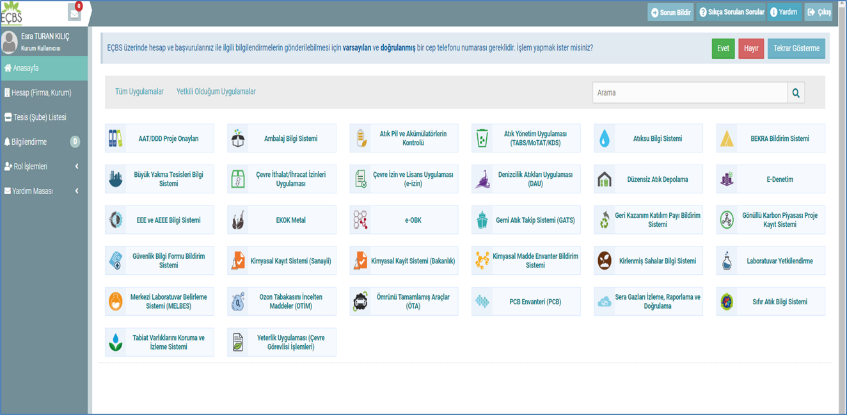 EÇBS
0
Sorun Bildir
Sıkça Sorulan Sorular
Yardım
Çıkış
Esra TURAN KILIÇ
Kurum Kullanıcısı
Anasayfa
Hesap (Firma, Kurum)
Tesis (Şube) Listesi
Bilgilendirme
0
Rol İşlemleri
Yardım Masası
EÇBS üzerinde hesap ve başvurularınız ile ilgili bilgilendirmelerin gönderilebilmesi için varsayılan ve doğrulanmış bir cep telefonu numarası gereklidir. İşlem yapmak ister misiniz?
Evet
Hayır
Tekrar Gösterme
Tüm Uygulamalar
Yetkili Olduğum Uygulamalar
Arama
AAT/DDD Proje Onayları
Ambalaj Bilgi Sistemi
Atık Pil ve Akümülatörlerin
Kontrolü
Atık Yönetim Uygulaması
(TABS/MoTAT/KDS)
Atıksu Bilgi Sistemi
BEKRA Bildirim Sistemi
Büyük Yakma Tesisleri Bilgi
Sistemi
Çevre İthalat/İhracat İzinleri
Uygulaması
Çevre İzin ve Lisans Uygulaması
(e-izin)
Denizcilik Atıkları Uygulaması
(DAU)
Düzensiz Atık Depolama
E-Denetim
EEE ve AEEE Bilgi Sistemi
EKOK Metal
e-OBK
Gemi Atık Takip Sistemi (GATS)
Geri Kazanım Katılım Payı Bildirim
Sistemi
Gönüllü Karbon Piyasası Proje
Kayıt Sistemi
Güvenlik Bilgi Formu Bildirim
Sistemi
Kimyasal Kayıt Sistemi (Sanayii)
Kimyasal Kayıt Sistemi (Bakanlık)
Kimyasal Madde Envanter Bildirim
Sistemi
Kirlenmiş Sahalar Bilgi Sistemi
Laboratuvar Yetkilendirme
Merkezi Laboratuvar Belirleme
Sistemi (MELBES)
Ozon Tabakasını İncelten
Maddeler (OTİM)
Ömrünü Tamamlamış Araçlar
(ÖTA)
PCB Envanteri (PCB)
Sera Gazları İzleme, Raporlama ve
Doğrulama
Sıfır Atık Bilgi Sistemi
Tabiat Varlıklarını Koruma ve
İzleme Sistemi
Yeterlik Uygulaması (Çevre
Görevlisi İşlemleri)